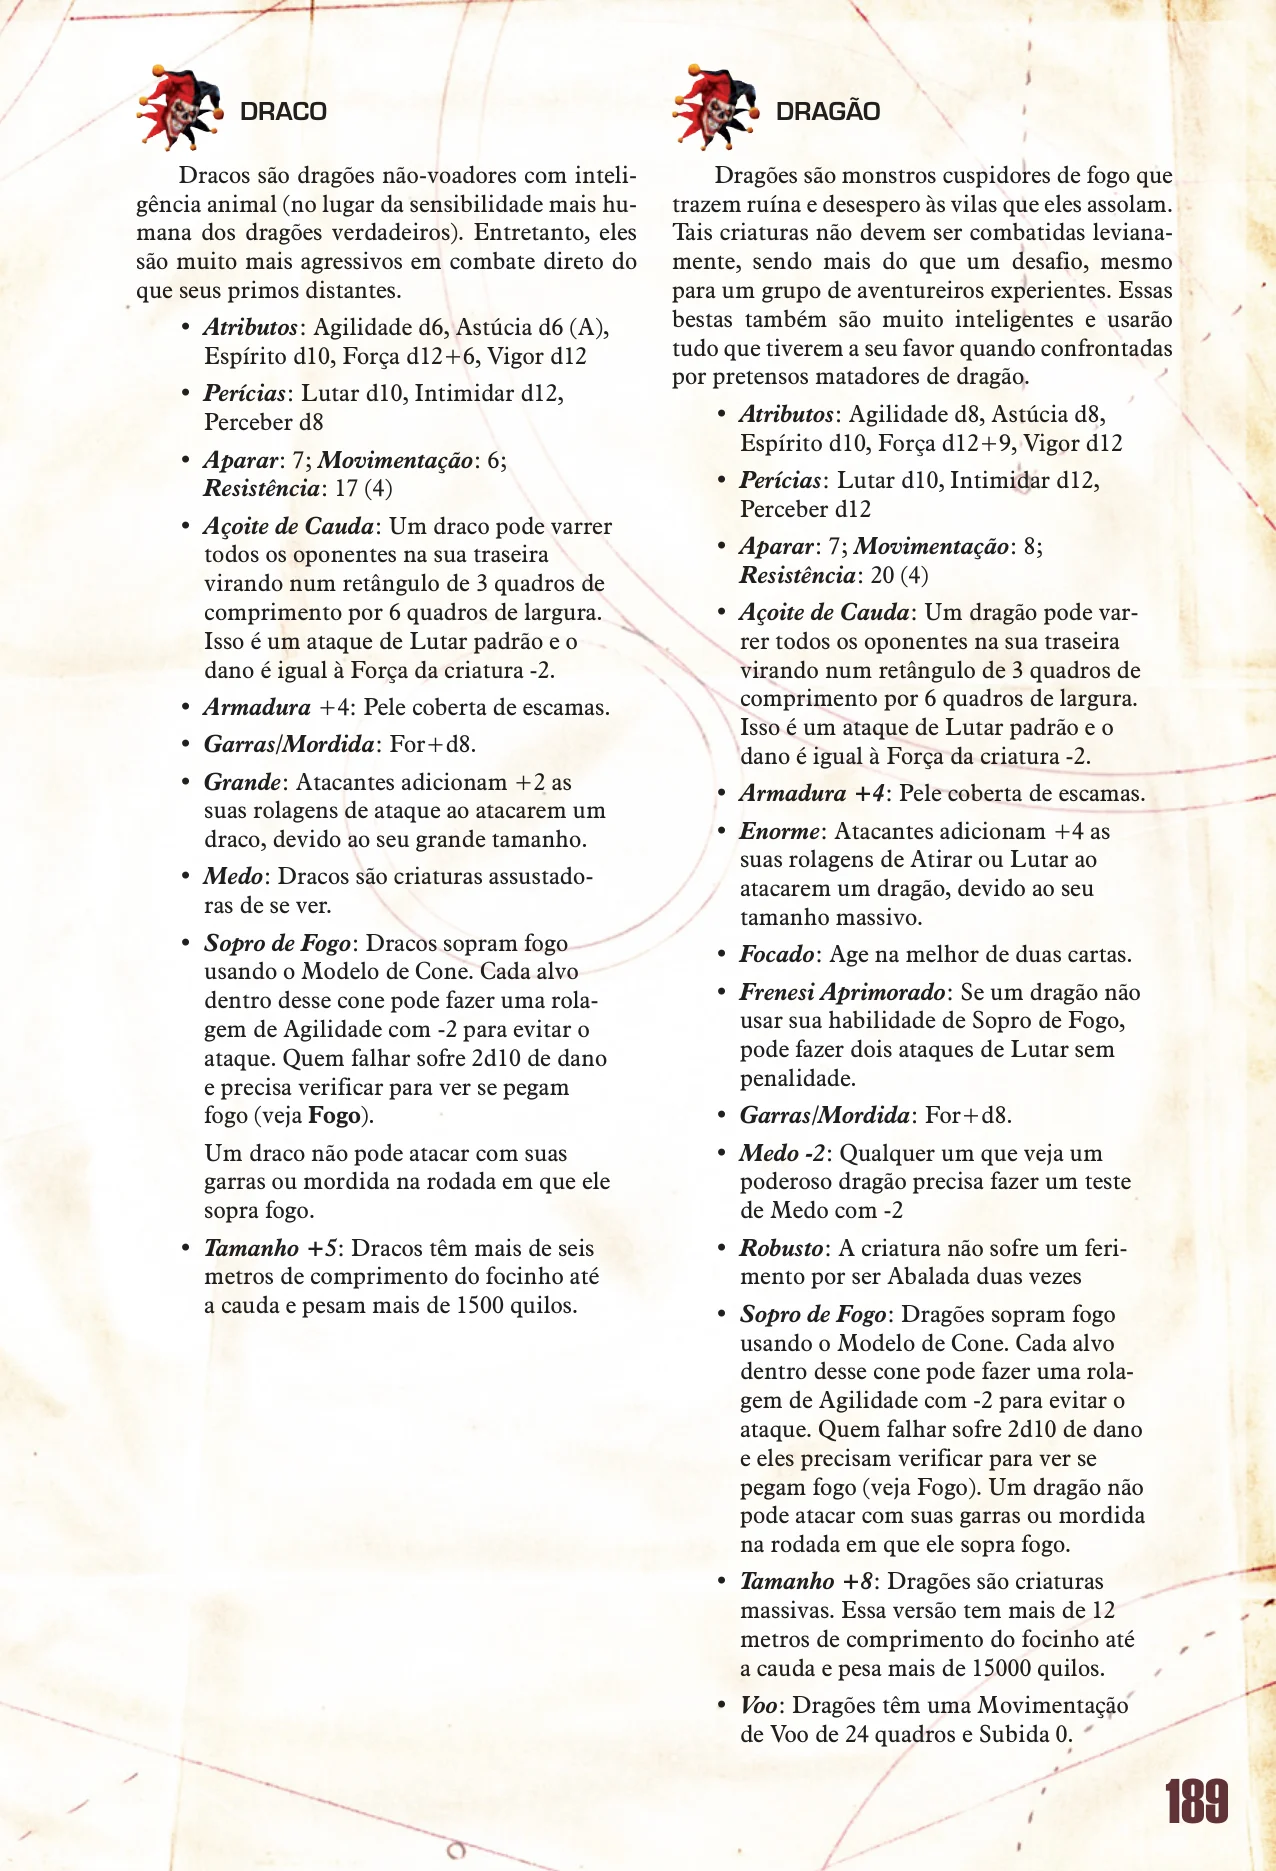 DRACO
Dracos são dragões não-voadores com inteli-
gência animal (no lugar da sensibilidade mais hu-
mana dos dragões verdadeiros). Entretanto, eles
são muito mais agressivos em combate direto do
que seus primos distantes.
• Atributos: Agilidade d6, Astúcia d6 (A),
Espírito d10, Força d12+6, Vigor d12
• Perícias: Lutar d10, Intimidar d12,
Perceber d8
• Aparar: 7; Movimentação: 6;
Resistência: 17 (4)
• Açoite de Cauda: Um draco pode varrer
todos os oponentes na sua traseira
virando num retângulo de 3 quadros de
comprimento por 6 quadros de largura.
Isso é um ataque de Lutar padrão e o
dano é igual à Força da criatura -2.
• Armadura +4: Pele coberta de escamas.
• Garras/Mordida: For+d8.
• Grande: Atacantes adicionam +2 as
suas rolagens de ataque ao atacarem um
draco, devido ao seu grande tamanho.
• Medo: Dracos são criaturas assustado-
ras de se ver.
• Sopro de Fogo: Dracos sopram fogo
usando o Modelo de Cone. Cada alvo
dentro desse cone pode fazer uma rola-
gem de Agilidade com -2 para evitar o
ataque. Quem falhar sofre 2d10 de dano
e precisa verificar para ver se pegam
fogo (veja Fogo).
Um draco não pode atacar com suas
garras ou mordida na rodada em que ele
sopra fogo.
• Tamanho +5: Dracos têm mais de seis
metros de comprimento do focinho até
a cauda e pesam mais de 1500 quilos.
DRAGÃO
Dragões são monstros cuspidores de fogo que
trazem ruína e desespero às vilas que eles assolam.
Tais criaturas não devem ser combatidas leviana-
mente, sendo mais do que um desafio, mesmo
para um grupo de aventureiros experientes. Essas
bestas também são muito inteligentes e usarão
tudo que tiverem a seu favor quando confrontadas
por pretensos matadores de dragão.
• Atributos: Agilidade d8, Astúcia d8,
Espírito d10, Força d12+9, Vigor d12
• Perícias: Lutar d10, Intimidar d12,
Perceber d12
• Aparar: 7; Movimentação: 8;
Resistência: 20 (4)
• Açoite de Cauda: Um dragão pode var-
rer todos os oponentes na sua traseira
virando num retângulo de 3 quadros de
comprimento por 6 quadros de largura.
Isso é um ataque de Lutar padrão e o
dano é igual à Força da criatura -2.
• Armadura +4: Pele coberta de escamas.
• Enorme: Atacantes adicionam +4 as
suas rolagens de Atirar ou Lutar ao
atacarem um dragão, devido ao seu
tamanho massivo.
• Focado: Age na melhor de duas cartas.
• Frenesi Aprimorado: Se um dragão não
usar sua habilidade de Sopro de Fogo,
pode fazer dois ataques de Lutar sem
penalidade.
• Garras/Mordida: For+d8.
• Medo -2: Qualquer um que veja um
poderoso dragão precisa fazer um teste
de Medo com -2
• Robusto: A criatura não sofre um feri-
mento por ser Abalada duas vezes
• Sopro de Fogo: Dragões sopram fogo
usando o Modelo de Cone. Cada alvo
dentro desse cone pode fazer uma rola-
gem de Agilidade com -2 para evitar o
ataque. Quem falhar sofre 2d10 de dano
e eles precisam verificar para ver se
pegam fogo (veja Fogo). Um dragão não
pode atacar com suas garras ou mordida
na rodada em que ele sopra fogo.
• Tamanho +8: Dragões são criaturas
massivas. Essa versão tem mais de 12
metros de comprimento do focinho até
a cauda e pesa mais de 15000 quilos.
• Voo: Dragões têm uma Movimentação
de Voo de 24 quadros e Subida 0.
189